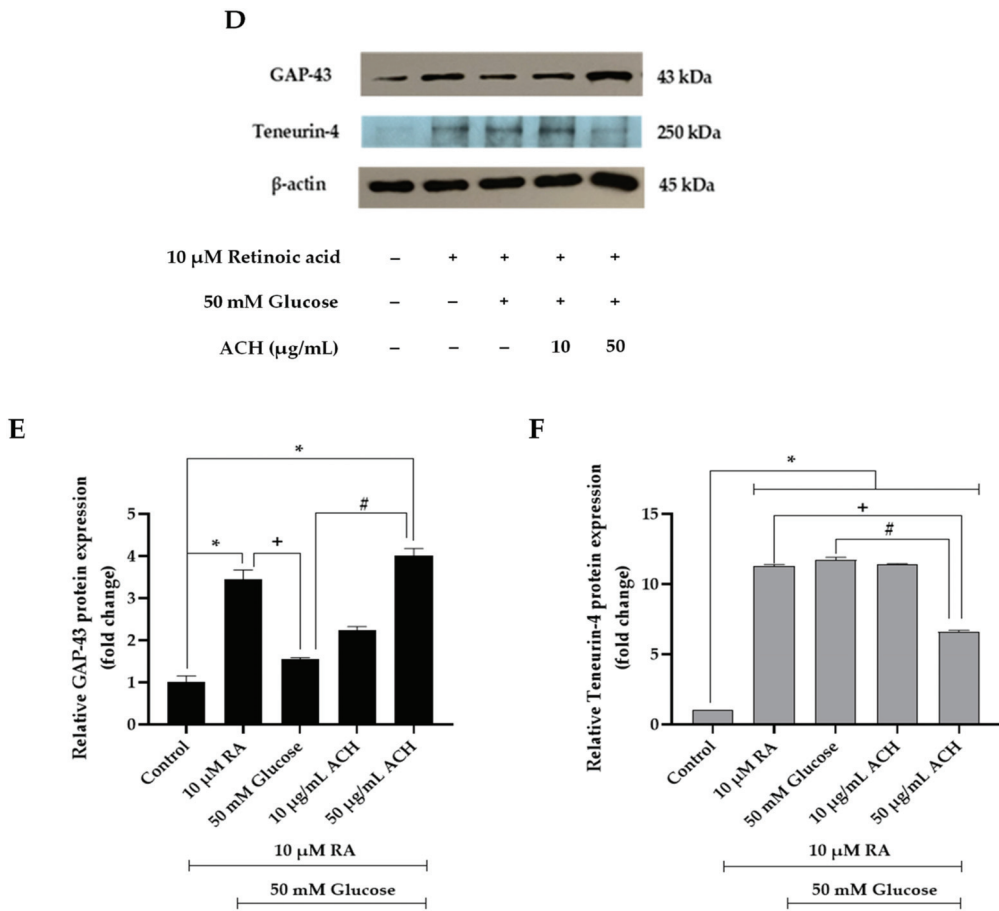 D
GAP-43 43 kDa
Teneurin-4 250 kDa
β-actin 45 kDa
10 µM Retinoic acid – + + + +
50 mM Glucose – – + + +
ACH (µg/mL) – – – 10 50
E
Relative GAP-43 protein expression
(fold change)
5
4
3
2
1
0
*
*
+
#
Control
10 µM RA
50 mM Glucose
10 µg/mL ACH
50 µg/mL ACH
10 µM RA
50 mM Glucose
F
Relative Teneurin-4 protein expression
(fold change)
15
10
5
0
*
+
#
Control
10 µM RA
50 mM Glucose
10 µg/mL ACH
50 µg/mL ACH
10 µM RA
50 mM Glucose